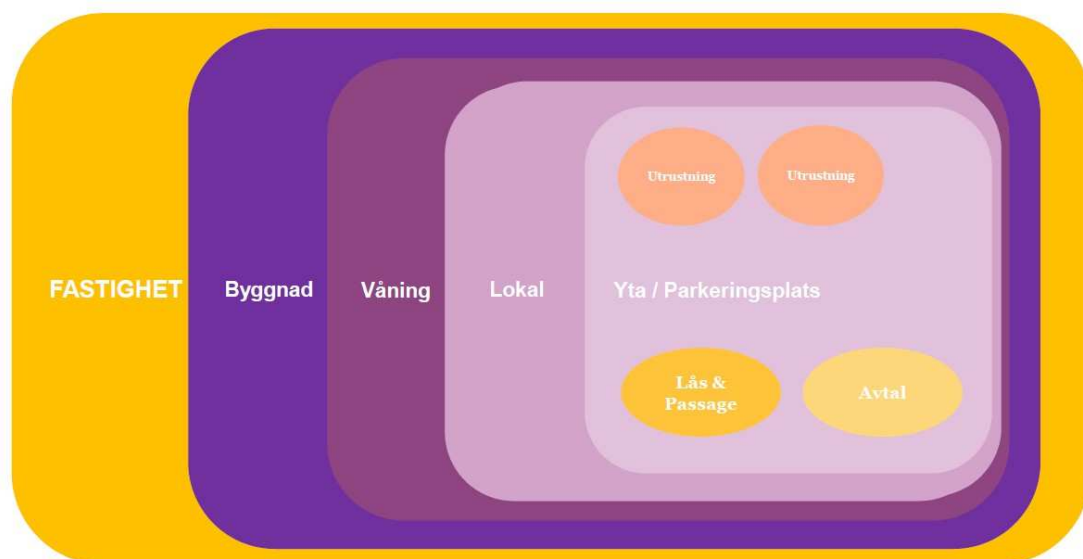 Utrustning
Utrustning
FASTIGHET
Byggnad
Våning
Lokal
Yta / Parkeringsplats
Lås &
Passage
Avtal